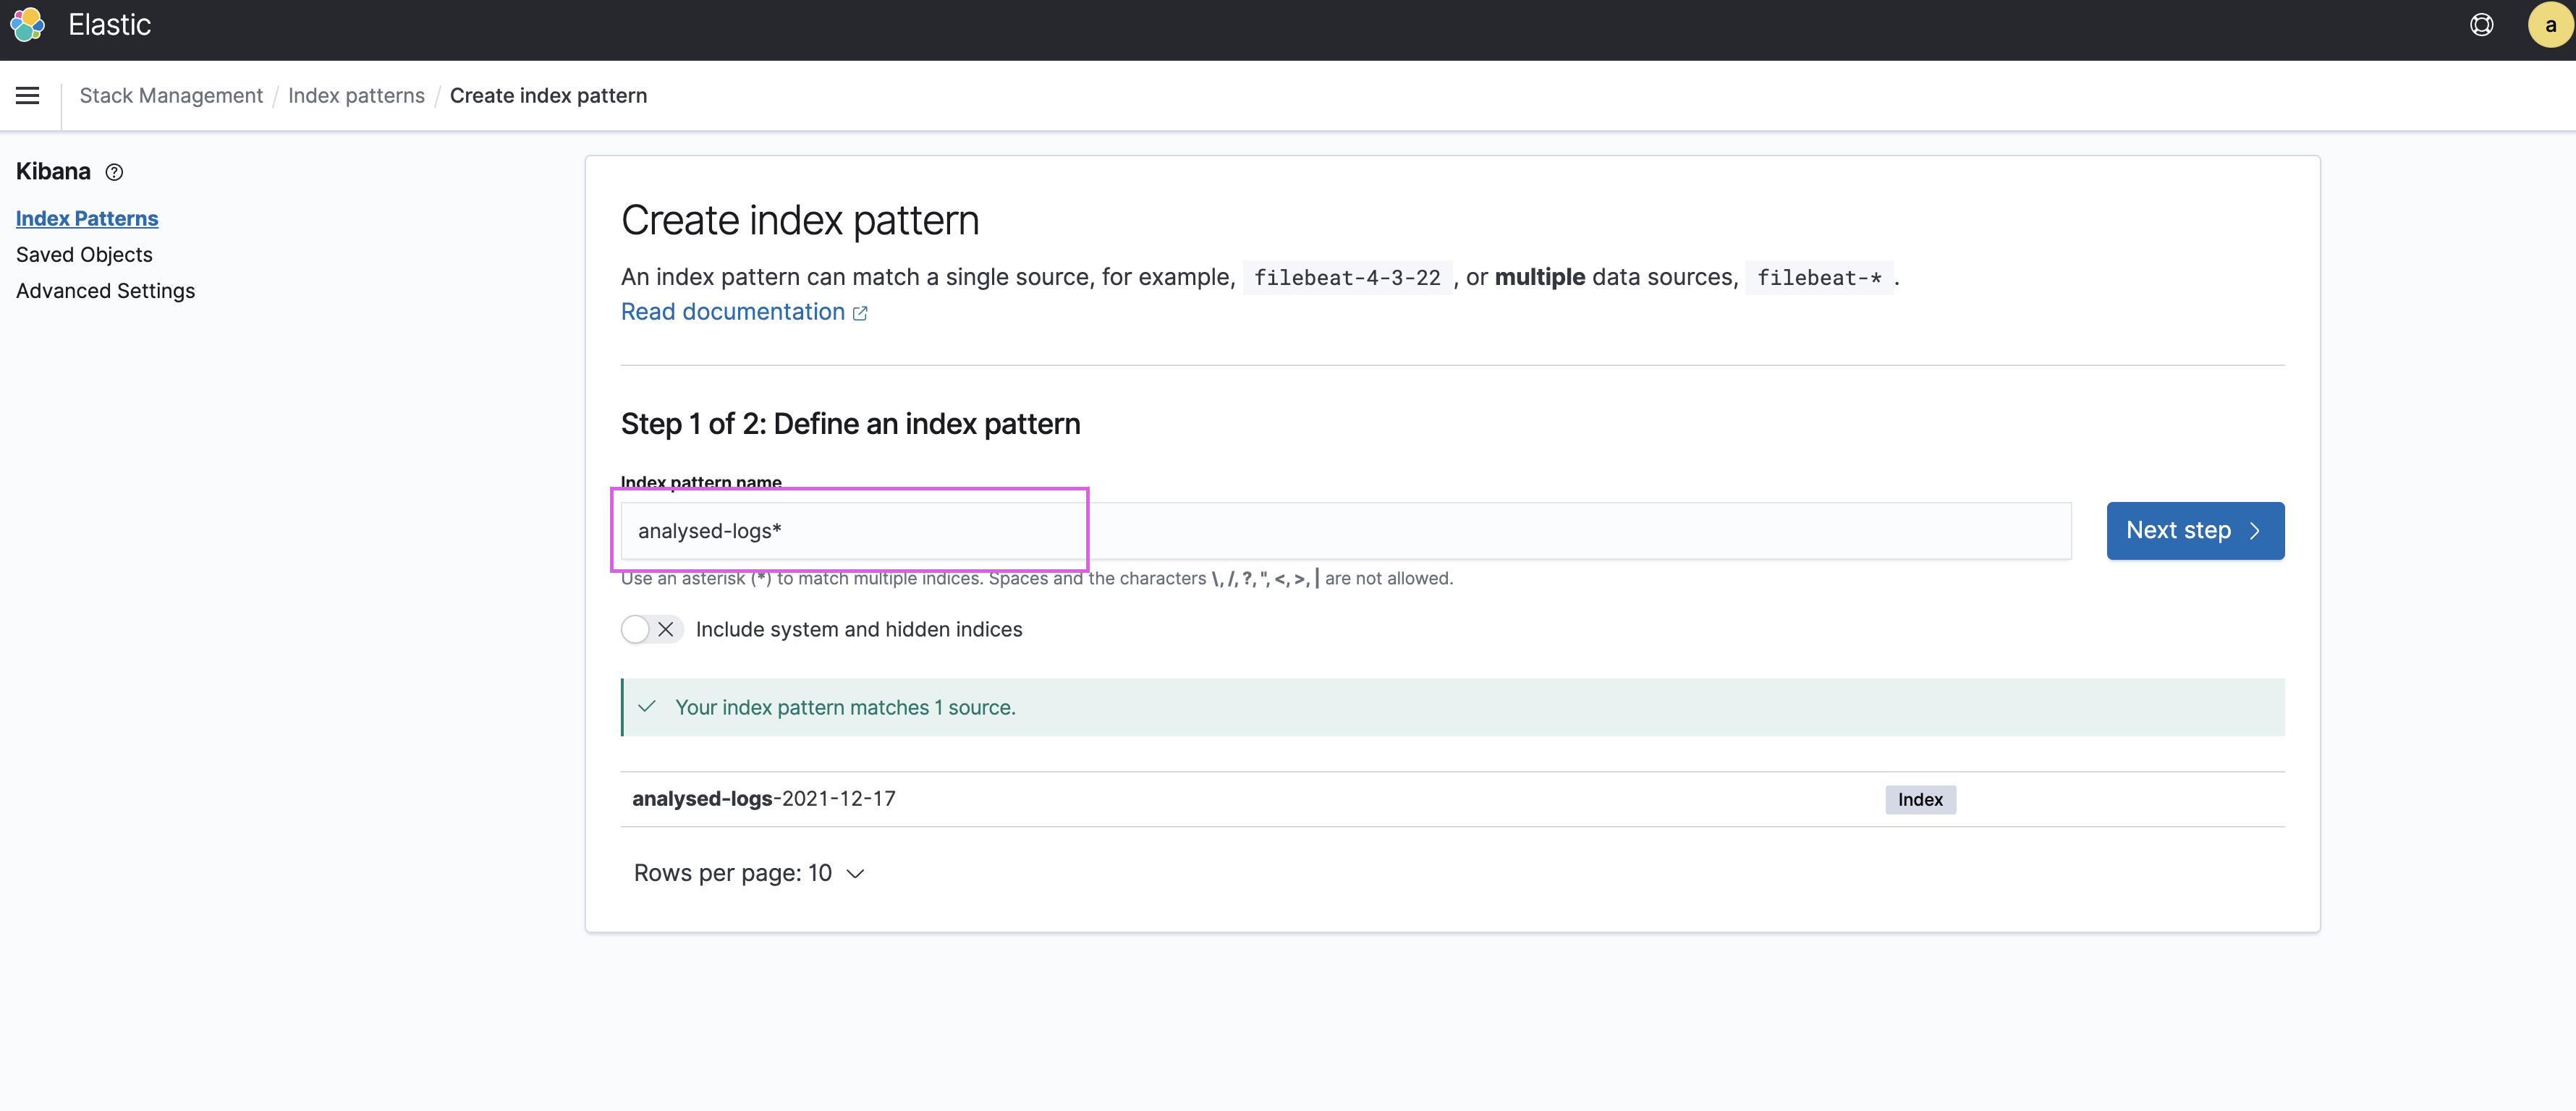 Elastic
a
Stack Management / Index patterns / Create index pattern
Kibana
Index Patterns
Saved Objects
Advanced Settings
Create index pattern
An index pattern can match a single source, for example, filebeat-4-3-22 , or multiple data sources, filebeat-* .
Read documentation
Step 1 of 2: Define an index pattern
Index pattern name
analysed-logs*
Next step
Use an asterisk (*) to match multiple indices. Spaces and the characters \, /, ?, ", <, >, | are not allowed.
Include system and hidden indices
Your index pattern matches 1 source.
analysed-logs-2021-12-17
Index
Rows per page: 10